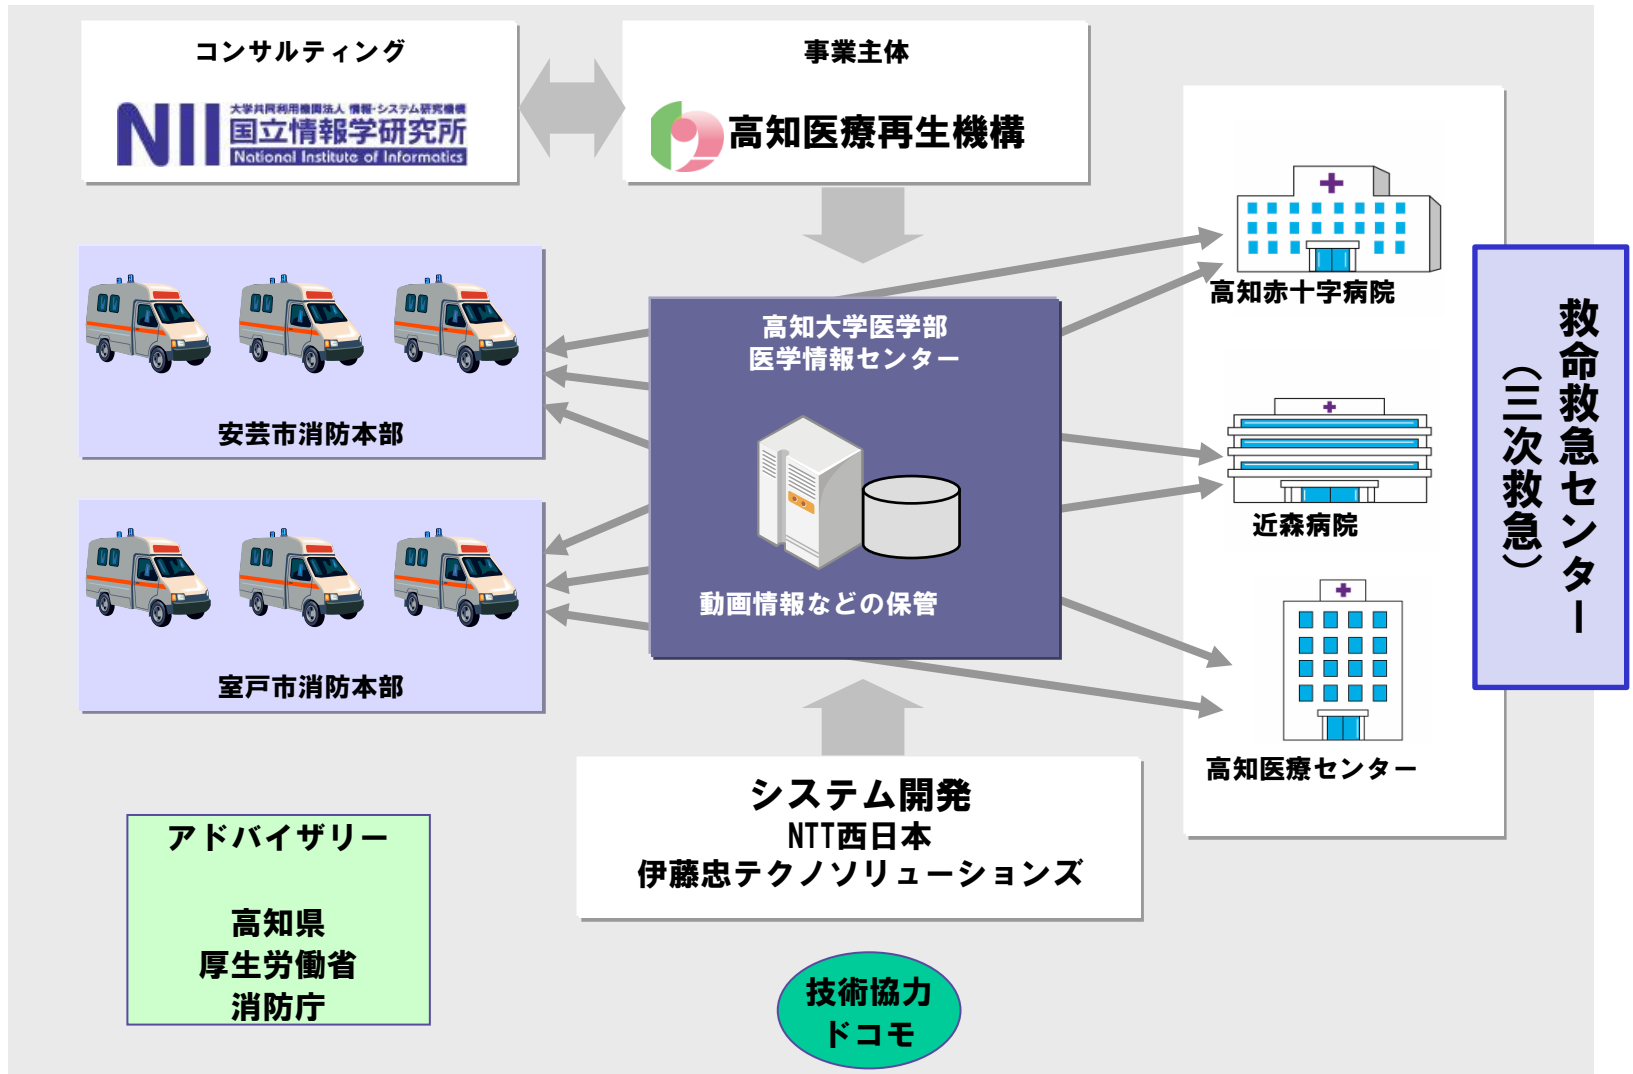 コンサルティング
大学共同利用機関法人 情報・システム研究機構
NII 国立情報学研究所
National Institute of Informatics
事業主体
高知医療再生機構
安芸市消防本部
室戸市消防本部
高知大学医学部
医学情報センター
動画情報などの保管
高知赤十字病院
近森病院
高知医療センター
救命救急センター
（三次救急）
システム開発
NTT西日本
伊藤忠テクノソリューションズ
アドバイザリー
高知県
厚生労働省
消防庁
技術協力
ドコモ